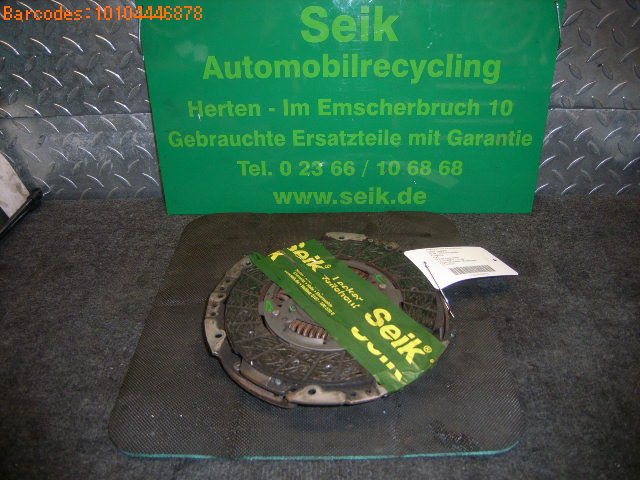 Barcodes:10104446878
Seik
Automobilrecycling
Herten - Im Emscherbruch 10
Gebrauchte Ersatzteile mit Garantie
Tel. 0 23 66 / 10 68 68
www.seik.de
Seik®
Seik®
Seik